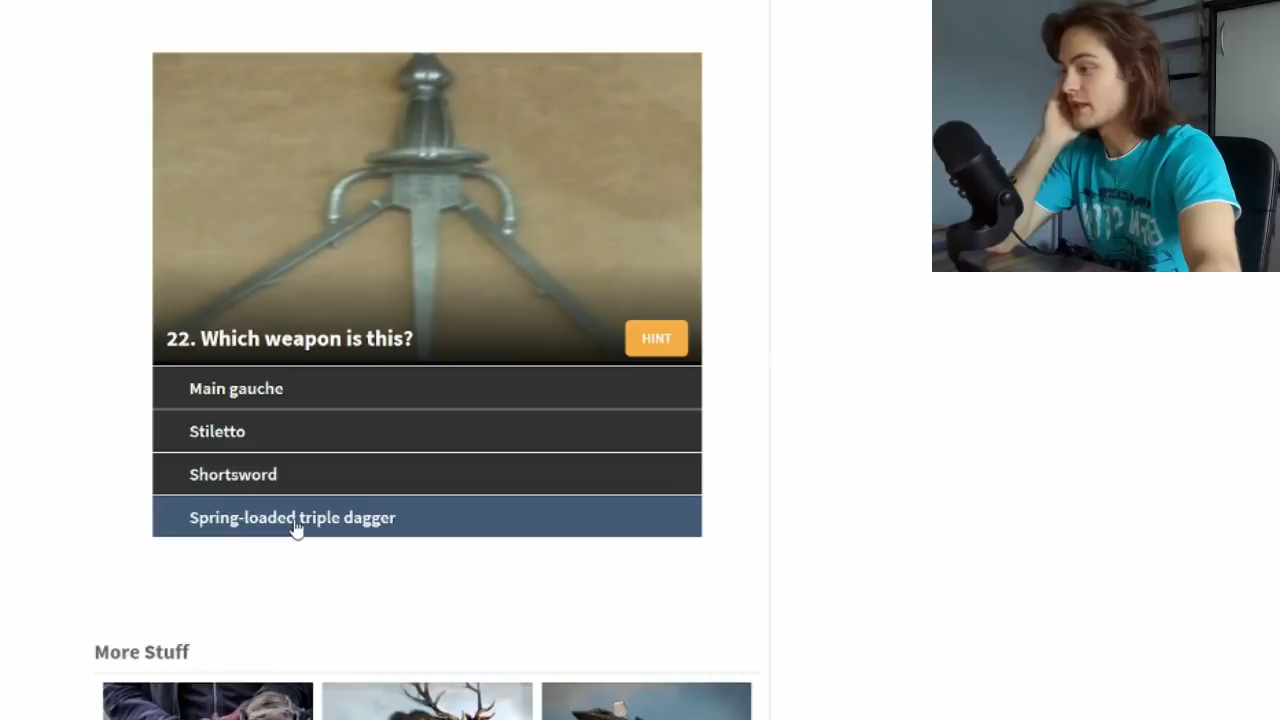 22. Which weapon is this?
HINT
Main gauche
Stiletto
Shortsword
Spring-loaded triple dagger
More Stuff